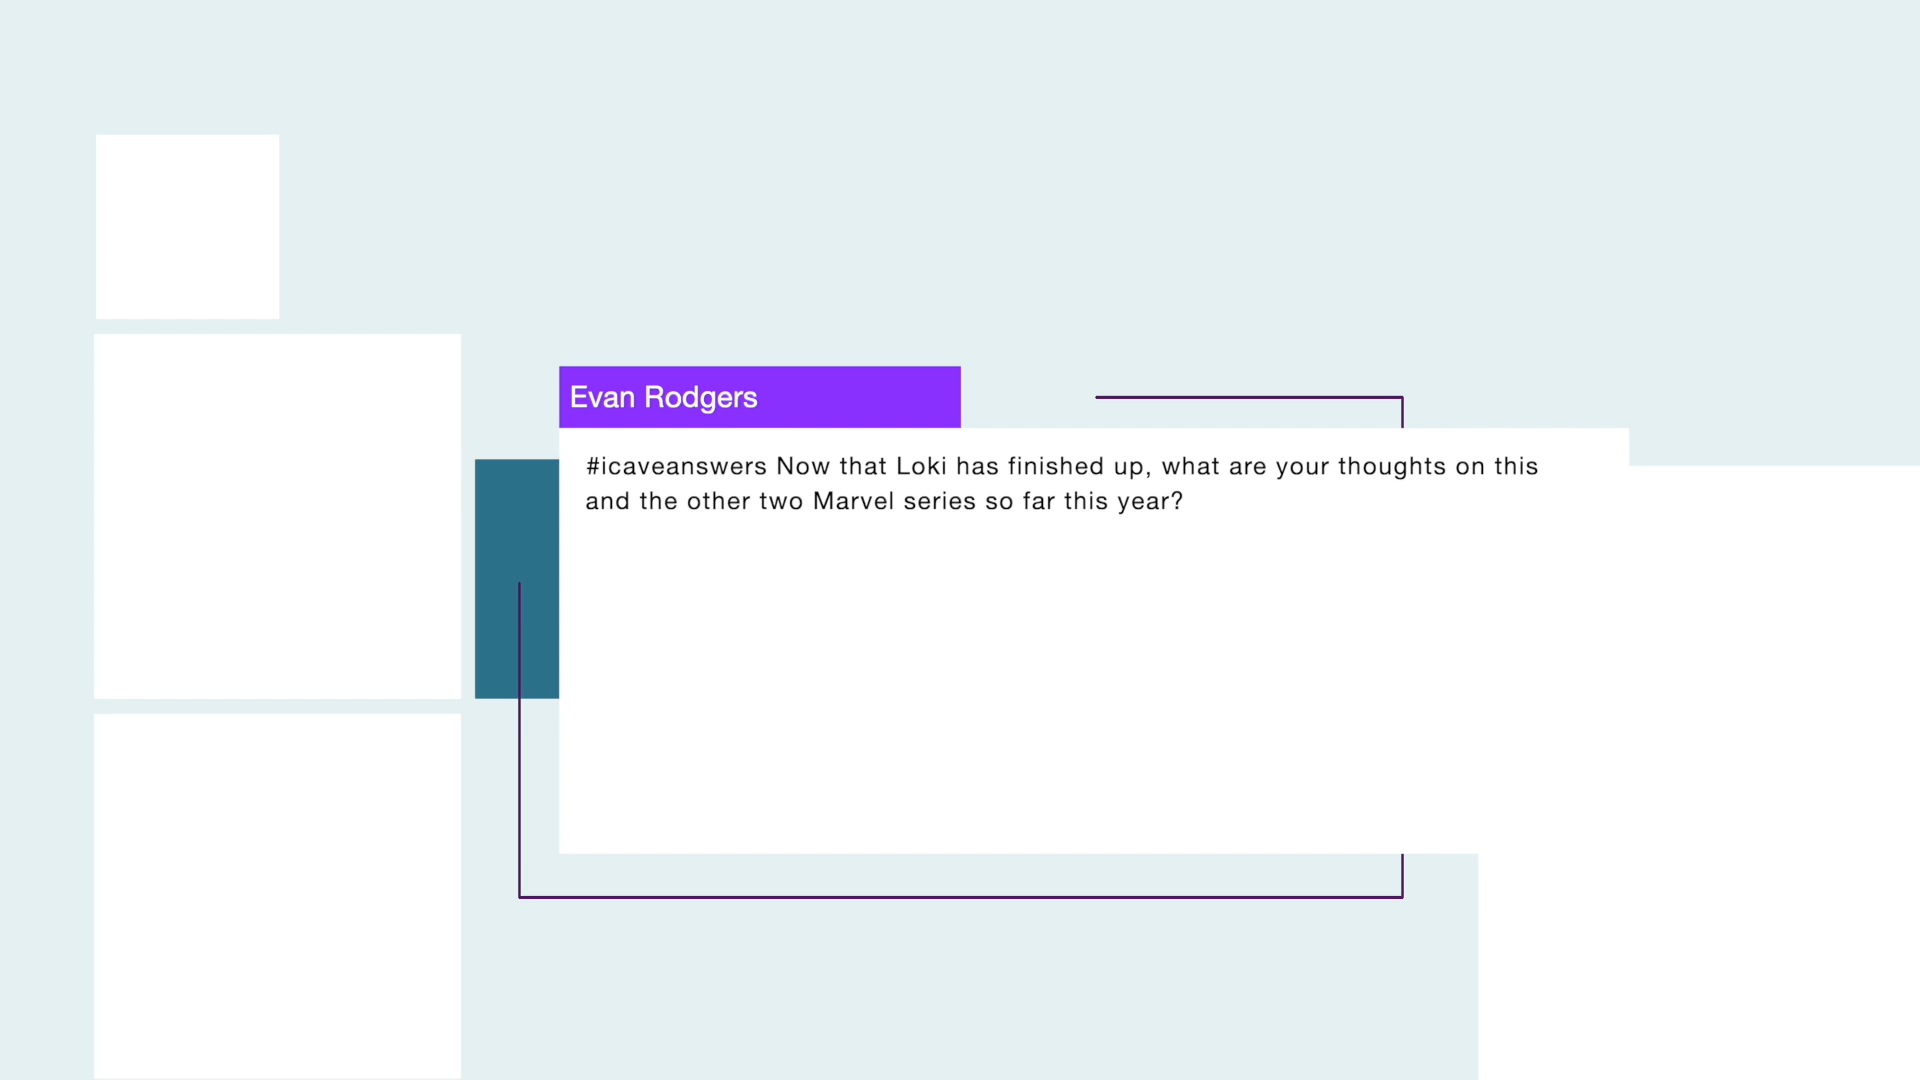 Evan Rodgers
#icaveanswers Now that Loki has finished up, what are your thoughts on this
and the other two Marvel series so far this year?